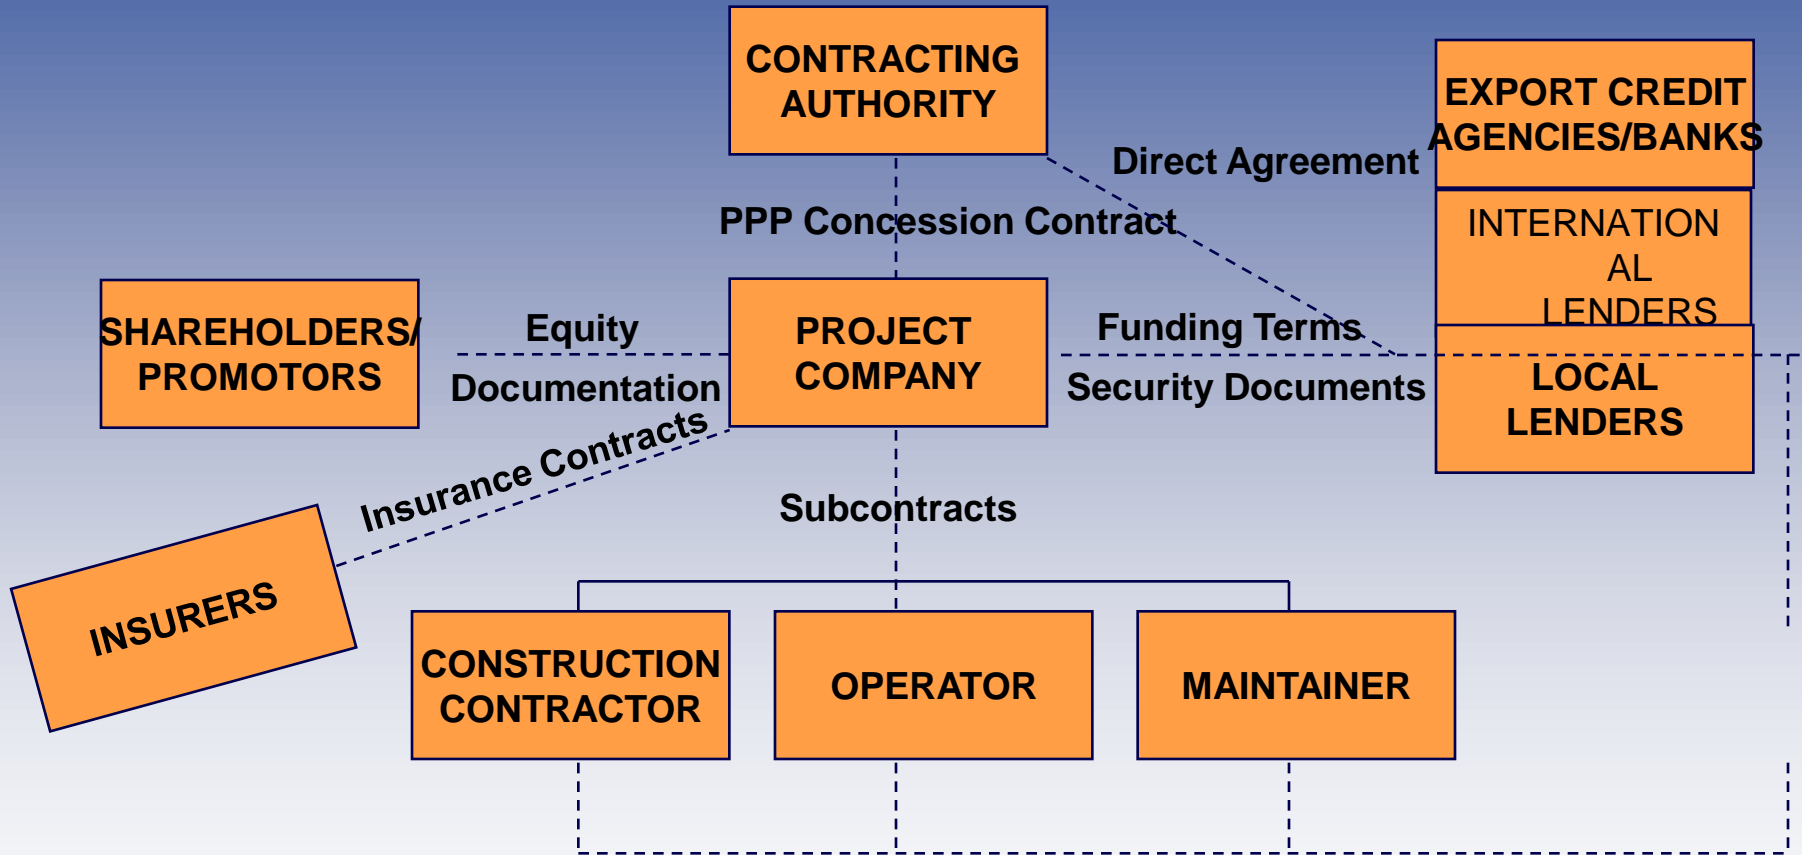 CONTRACTING
AUTHORITY
EXPORT CREDIT
AGENCIES/BANKS
Direct Agreement
PPP Concession Contract
INTERNATION
AL
LENDERS
SHAREHOLDERS/
PROMOTORS
Equity
Documentation
PROJECT
COMPANY
Funding Terms
Security Documents
LOCAL
LENDERS
Insurance Contracts
Subcontracts
INSURERS
CONSTRUCTION
CONTRACTOR
OPERATOR
MAINTAINER